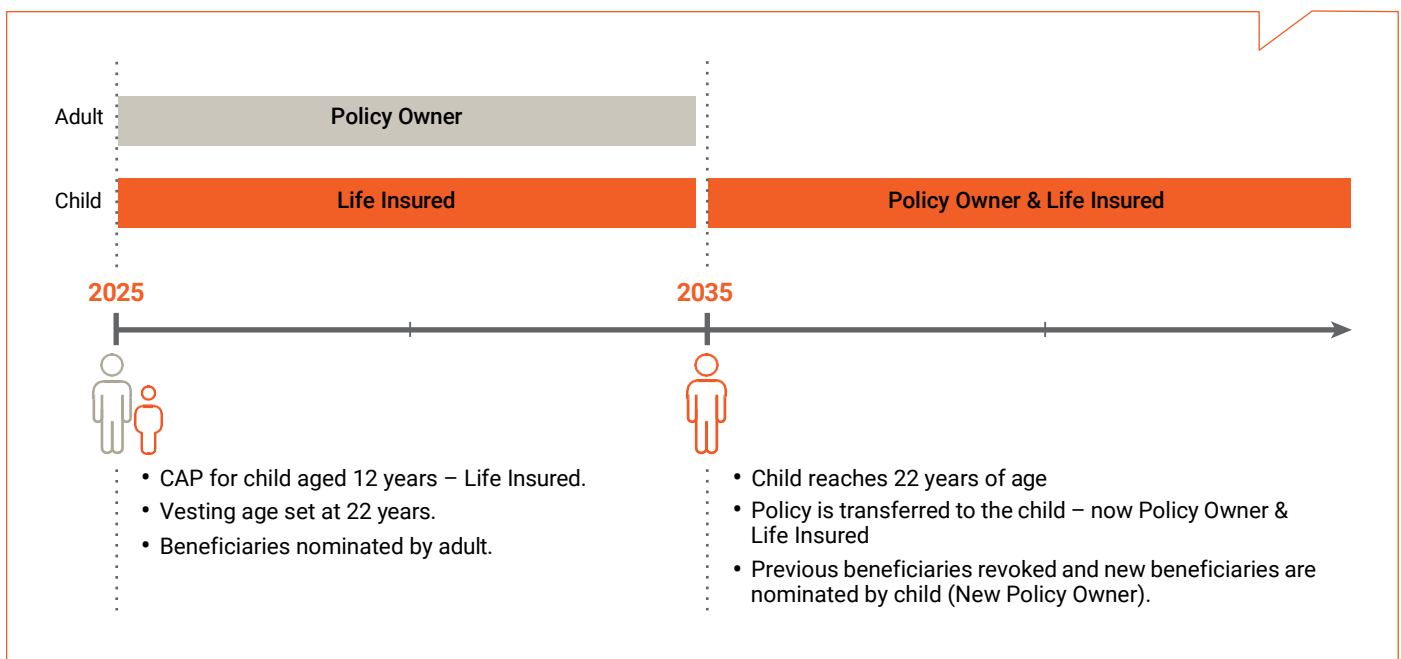 Adult
Policy Owner
Child
Life Insured
Policy Owner & Life Insured
2025
2035
• CAP for child aged 12 years – Life Insured.
• Vesting age set at 22 years.
• Beneficiaries nominated by adult.
• Child reaches 22 years of age
• Policy is transferred to the child – now Policy Owner &
Life Insured
• Previous beneficiaries revoked and new beneficiaries are
nominated by child (New Policy Owner).